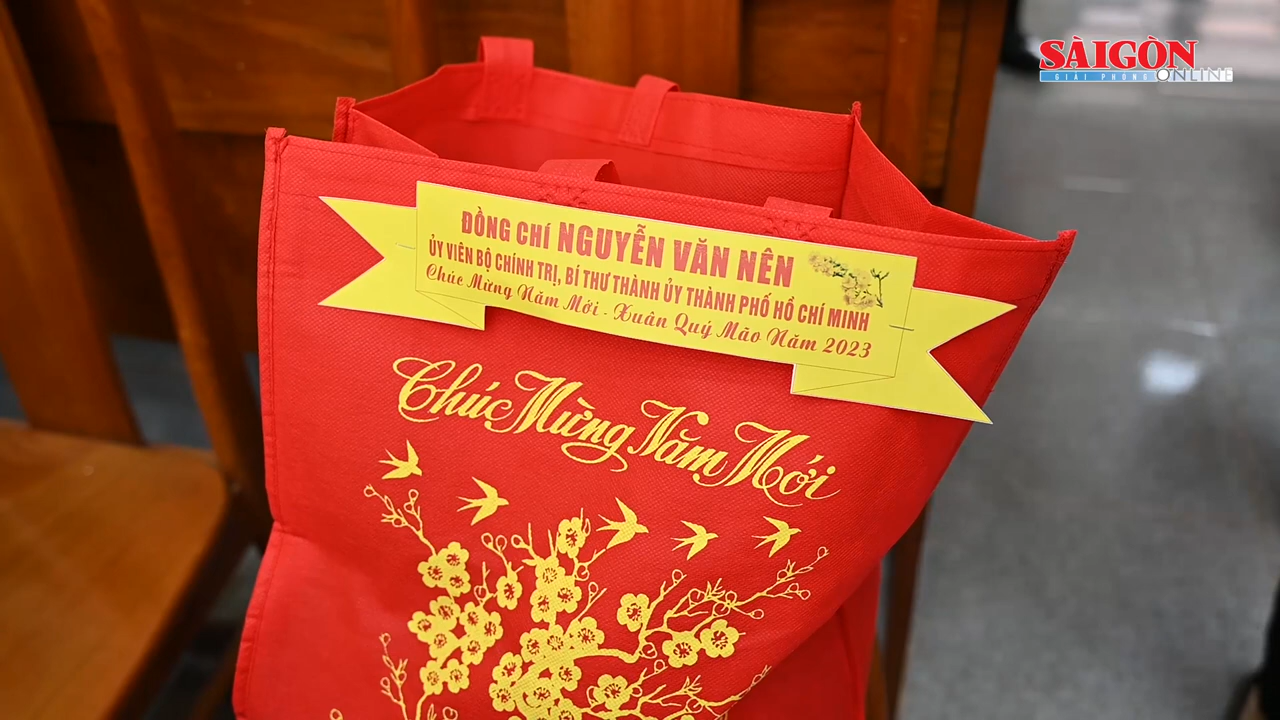 SÀIGÒN
GIẢI PHÓNG ONLINE
ĐỒNG CHÍ NGUYỄN VĂN NÊN
ỦY VIÊN BỘ CHÍNH TRỊ, BÍ THƯ THÀNH ỦY THÀNH PHỐ HỒ CHÍ MINH
Chúc Mừng Năm Mới - Xuân Quý Mão Năm 2023
Chúc Mừng Năm Mới